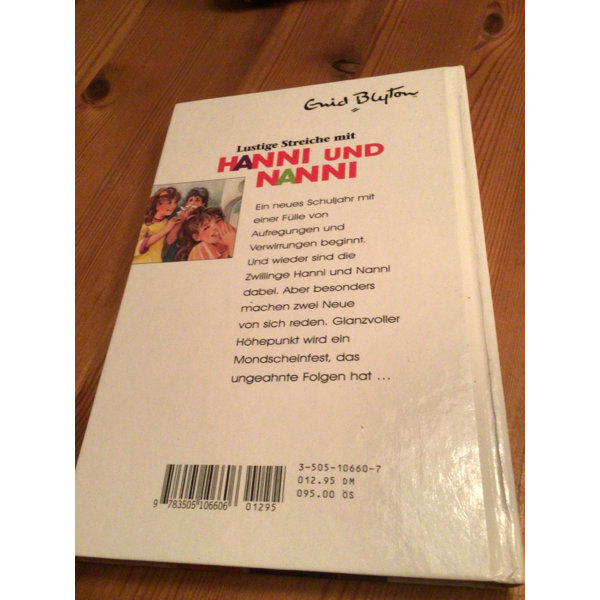 Enid Blyton
Lustige Streiche mit
HANNI UND
NANNI
Ein neues Schuljahr mit
einer Fülle von
Aufregungen und
Verwirrungen beginnt.
Und wieder sind die
Zwillinge Hanni und Nanni
dabei. Aber besonders
machen zwei Neue
von sich reden. Glanzvoller
Höhepunkt wird ein
Mondscheinfest, das
ungeahnte Folgen hat ...
3-505-10660-7
012.95 DM
095.00 ÖS
9 783505 106606 01295